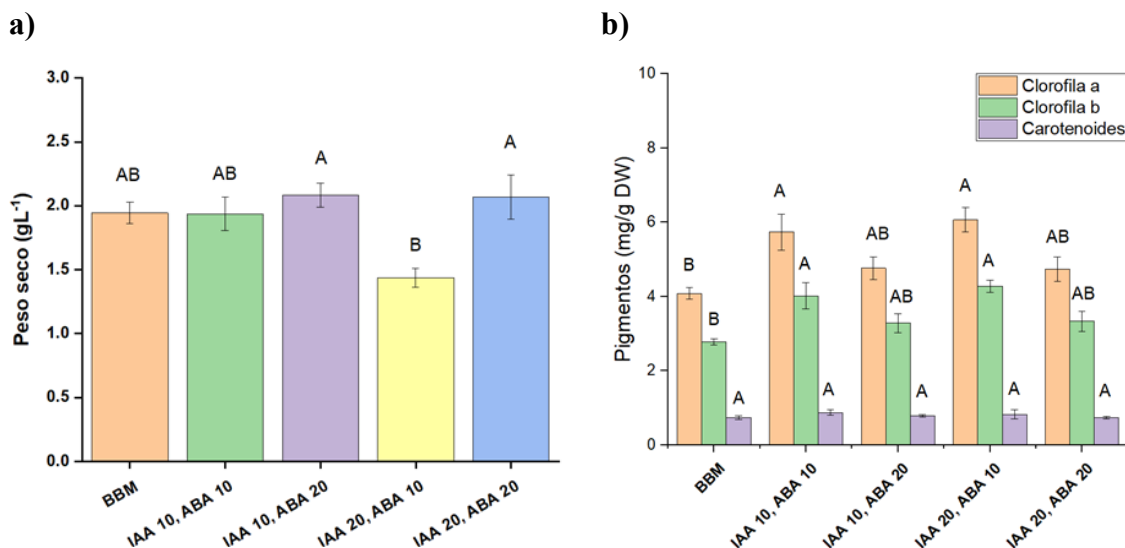 a)
3.0
2.5
2.0
1.5
1.0
0.5
0.0
Peso seco (gL⁻¹)
AB
AB
A
B
A
BBM
IAA 10, ABA 10
IAA 10, ABA 20
IAA 20, ABA 10
IAA 20, ABA 20
b)
10
8
6
4
2
0
Pigmentos (mg/g DW)
Clorofila a
Clorofila b
Carotenoides
B
B
A
A
A
A
AB
AB
A
A
A
A
AB
AB
A
BBM
IAA 10, ABA 10
IAA 10, ABA 20
IAA 20, ABA 10
IAA 20, ABA 20